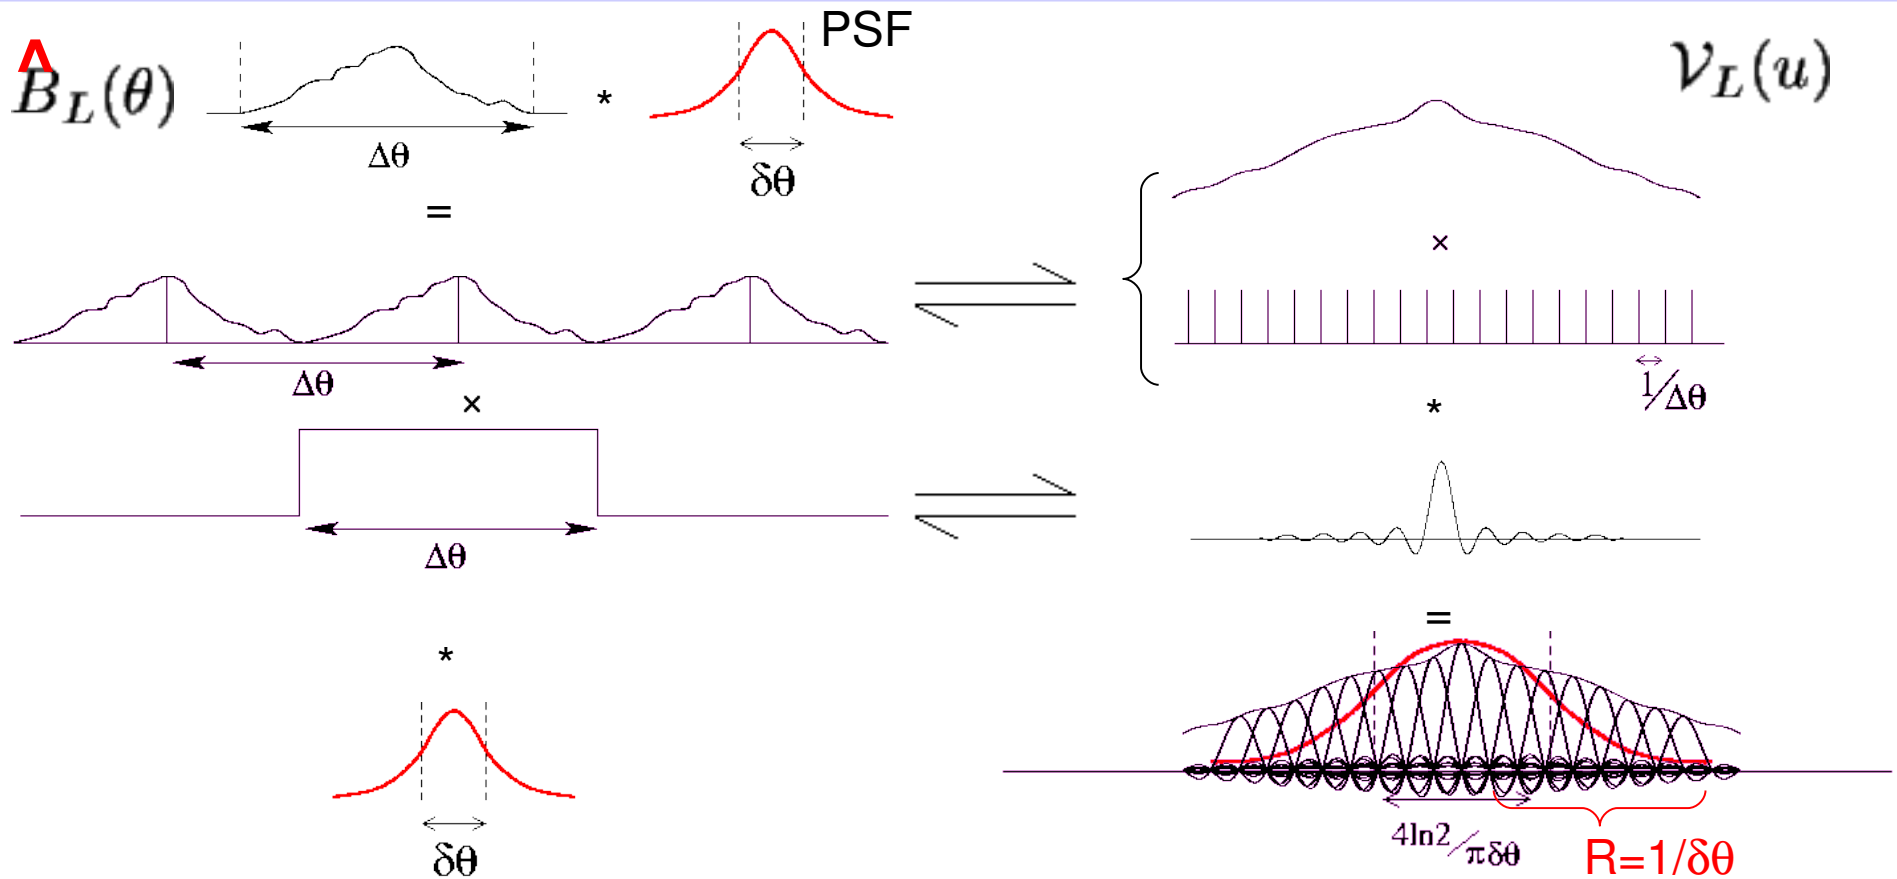 PSF
^
B_L(θ)
*
𝒱_L(u)
Δθ
δθ
=
×
Δθ
1/Δθ
×
*
Δθ
=
*
4ln2/πδθ
δθ
R=1/δθ